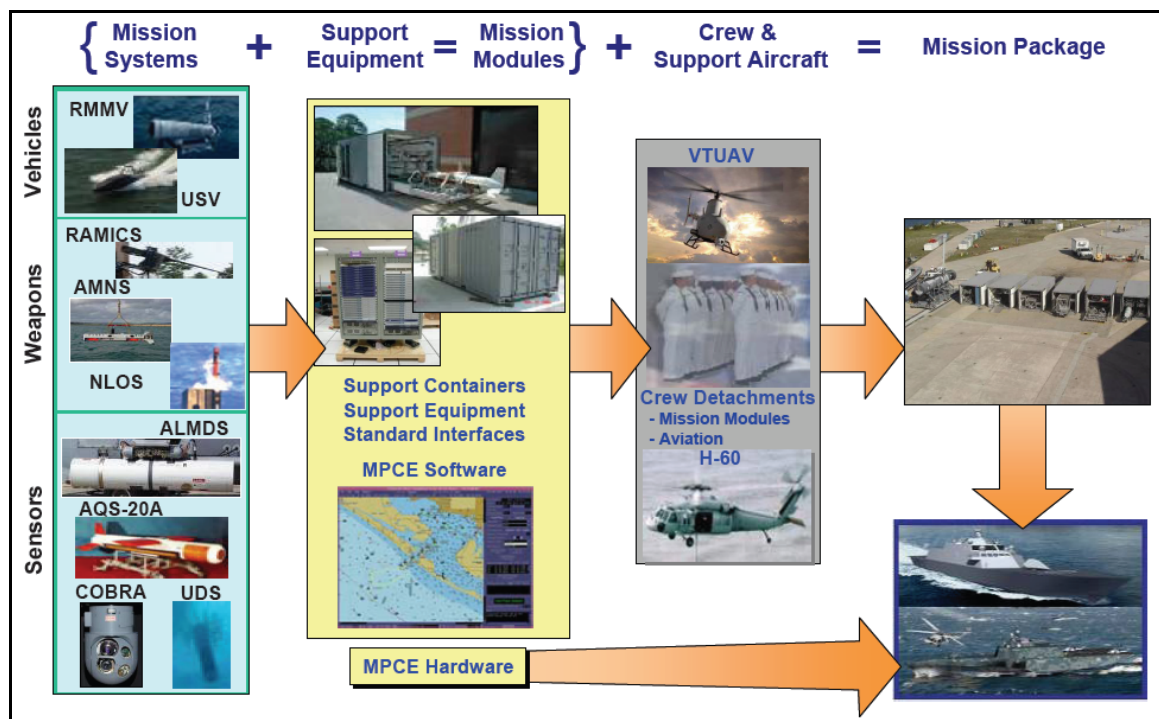 { Mission Systems + Support Equipment = Mission Modules } + Crew & Support Aircraft = Mission Package
Vehicles
RMMV
USV
Weapons
RAMICS
AMNS
NLOS
Sensors
ALMDS
AQS-20A
COBRA
UDS
Support Containers
Support Equipment
Standard Interfaces
MPCE Software
MPCE Hardware
VTUAV
Crew Detachments
- Mission Modules
- Aviation
H-60